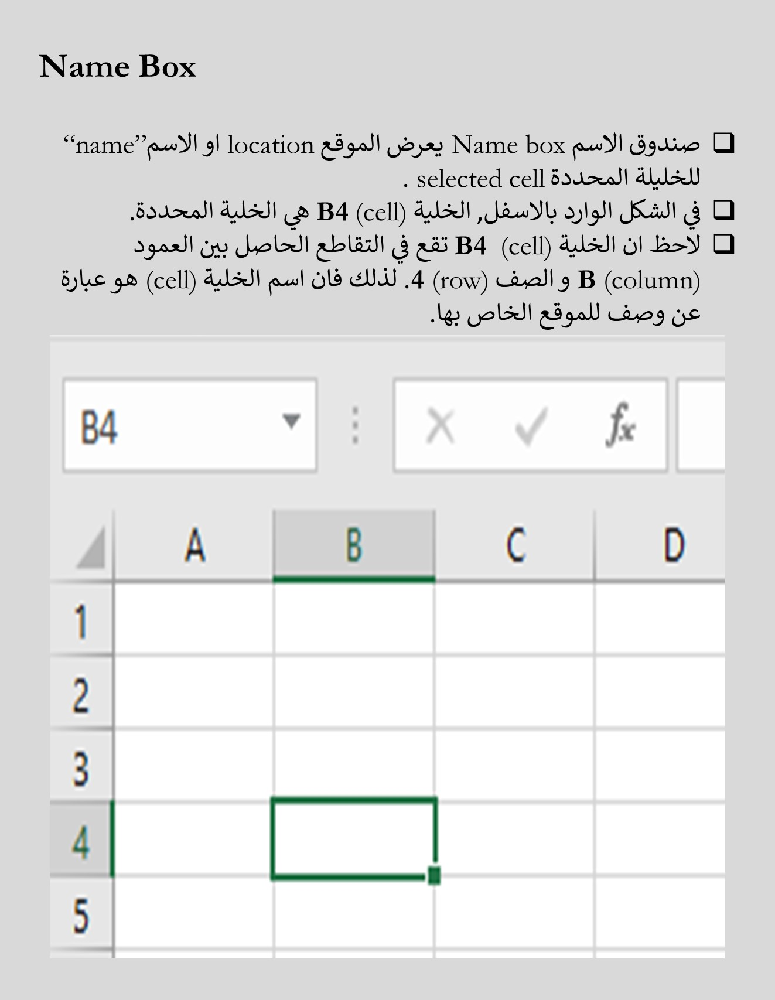 Name Box
❑ صندوق الاسم Name box يعرض الموقع location او الاسم”name“
للخليلة المحددة selected cell .
❑ في الشكل الوارد بالاسفل, الخلية (cell) B4 هي الخلية المحددة.
❑ لاحظ ان الخلية (cell) B4 تقع في التقاطع الحاصل بين العمود
(column) B و الصف (row) 4. لذلك فان اسم الخلية (cell) هو عبارة
عن وصف للموقع الخاص بها.
B4 fx
A B C D
1
2
3
4
5